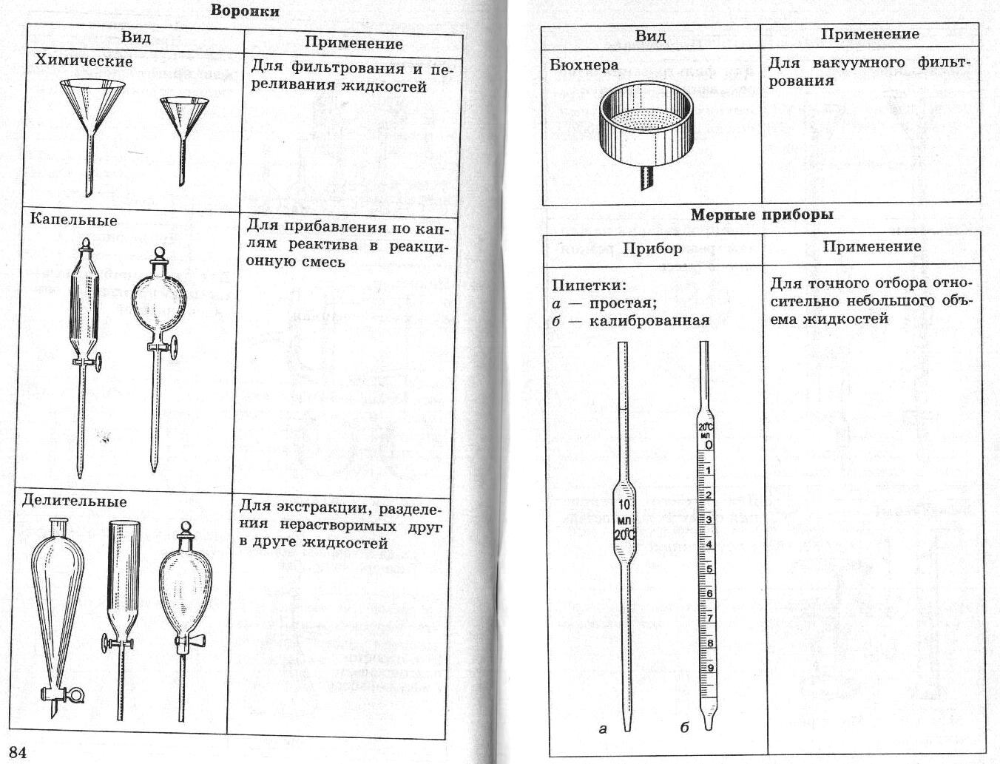 Воронки
Вид
Применение
Химические
Для фильтрования и пе-
реливания жидкостей
Капельные
Для прибавления по кап-
лям реактива в реакци-
онную смесь
Делительные
Для экстракции, разделе-
ния нерастворимых друг
в друге жидкостей
84
Вид
Применение
Бюхнера
Для вакуумного фильт-
рования
Мерные приборы
Прибор
Применение
Пипетки:
а — простая;
б — калиброванная
Для точного отбора отно-
сительно небольшого объ-
ема жидкостей
10
мл
20°C
20°C
мл
0
1
2
3
4
5
6
7
8
9
а
б